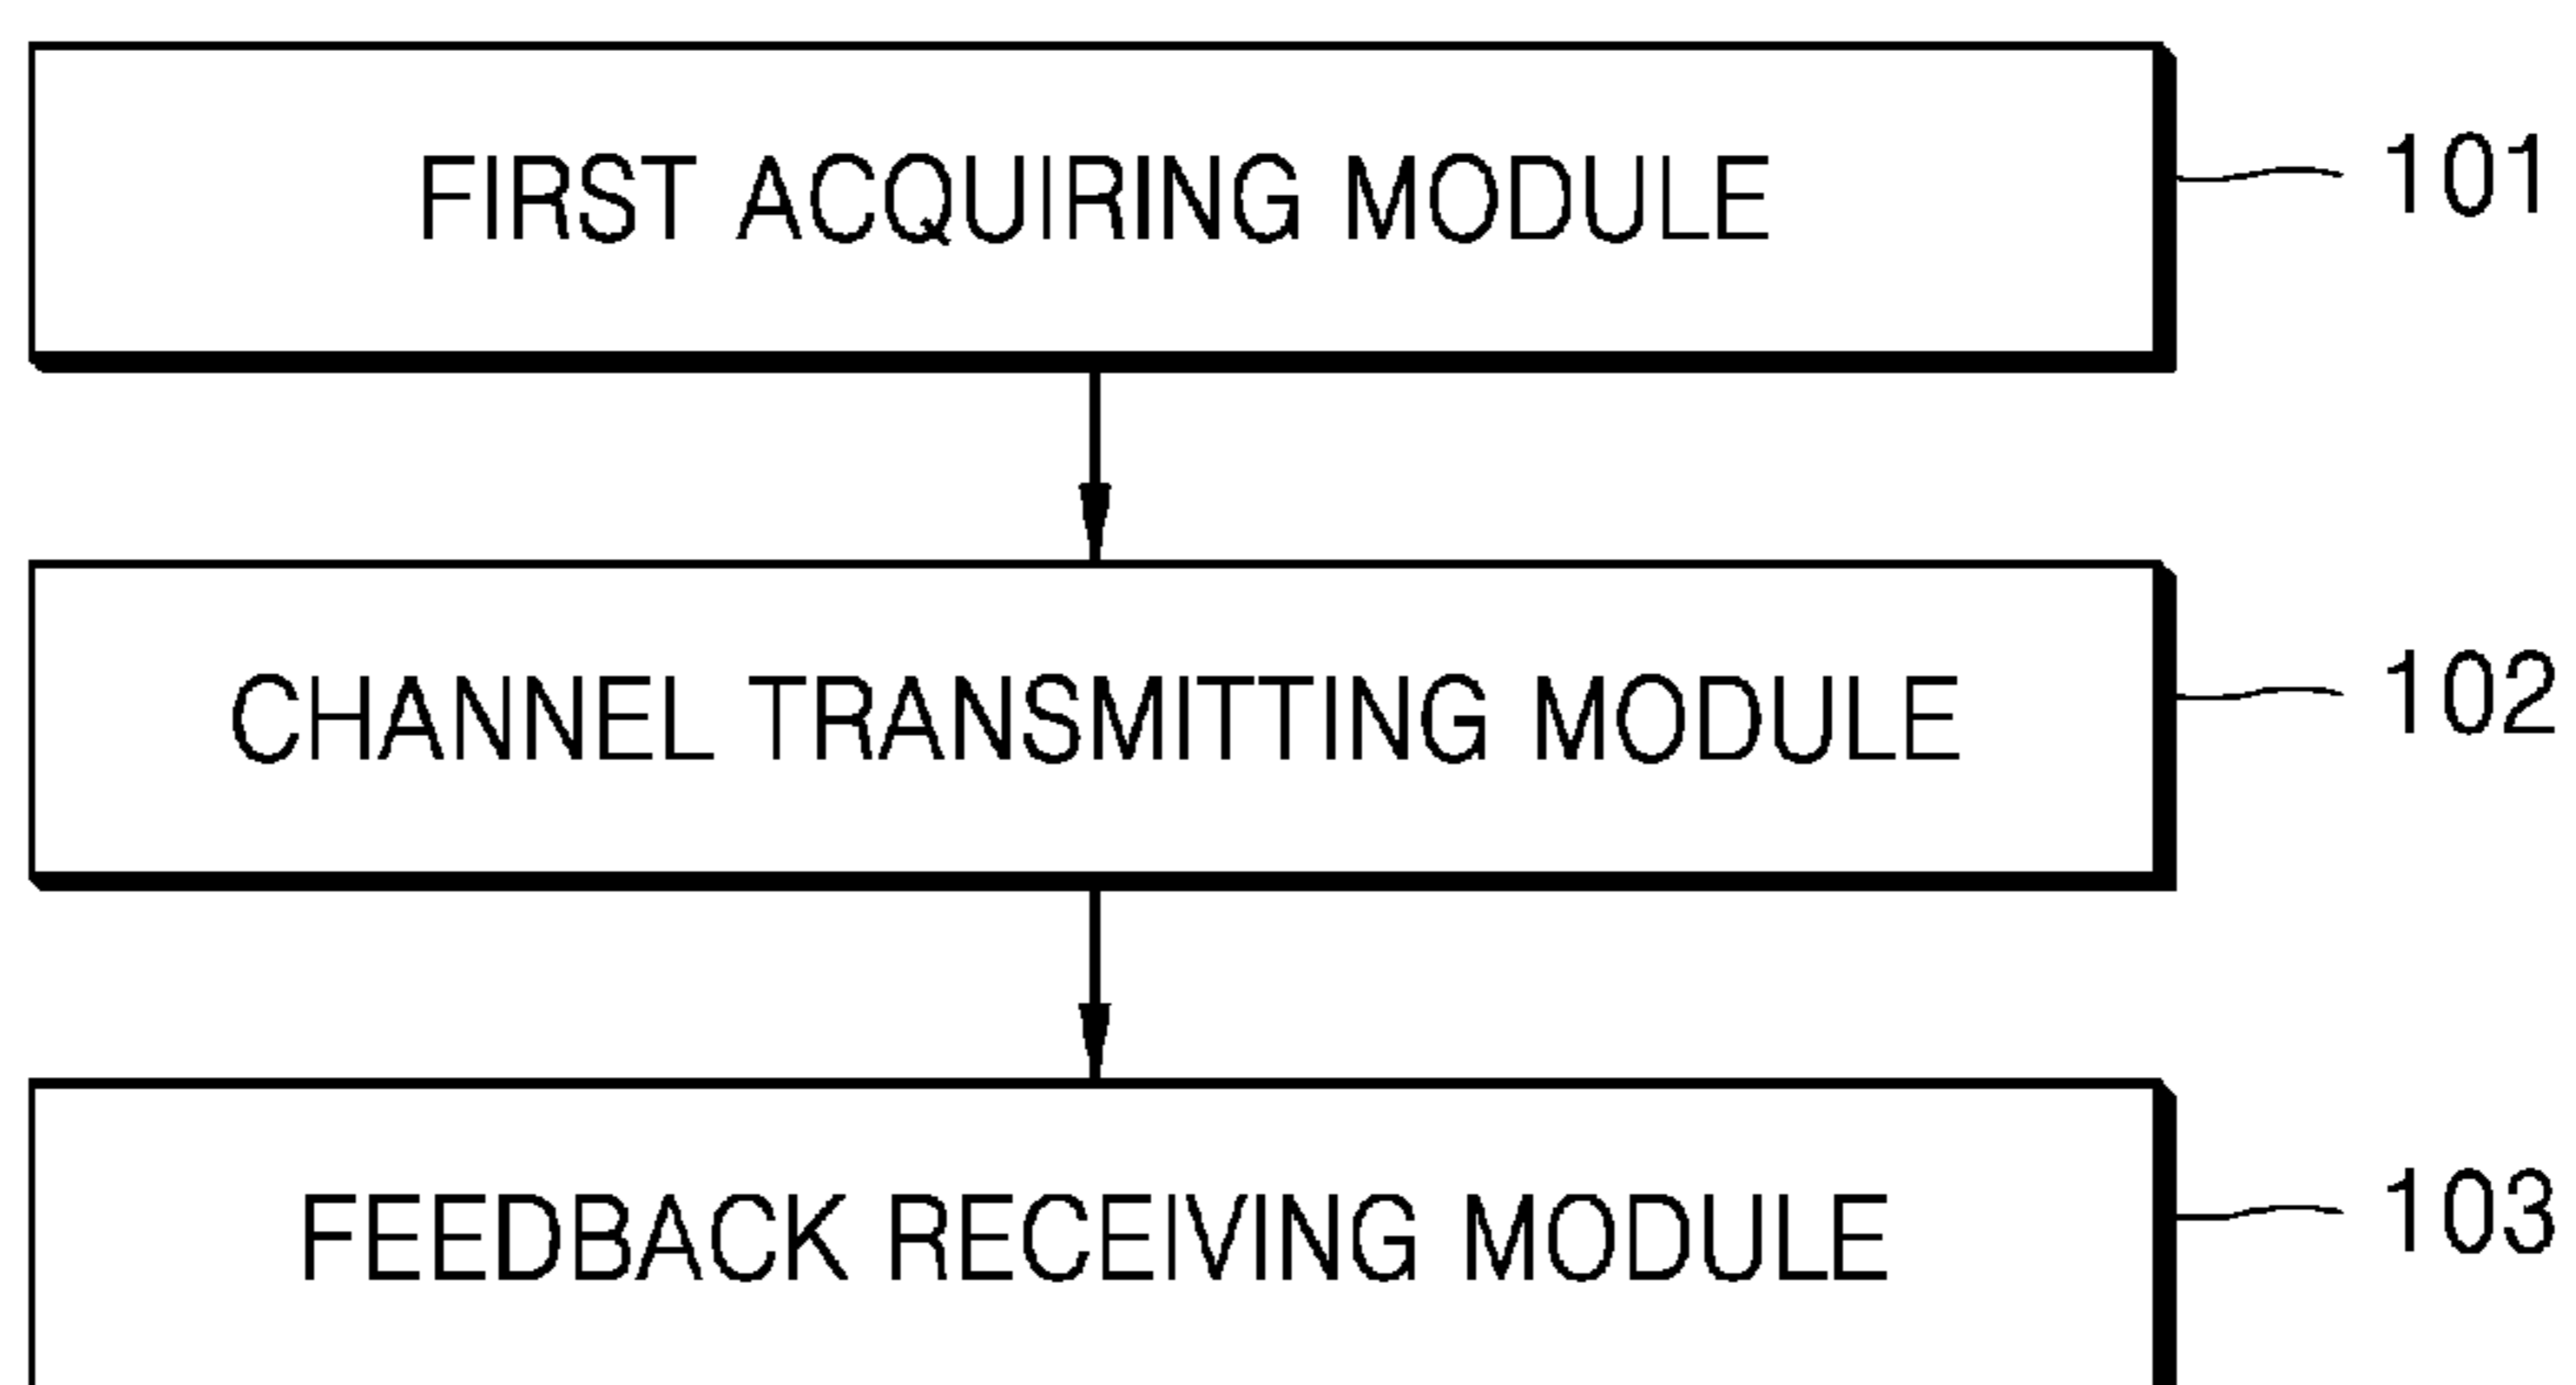 FIRST ACQUIRING MODULE 101
CHANNEL TRANSMITTING MODULE 102
FEEDBACK RECEIVING MODULE 103